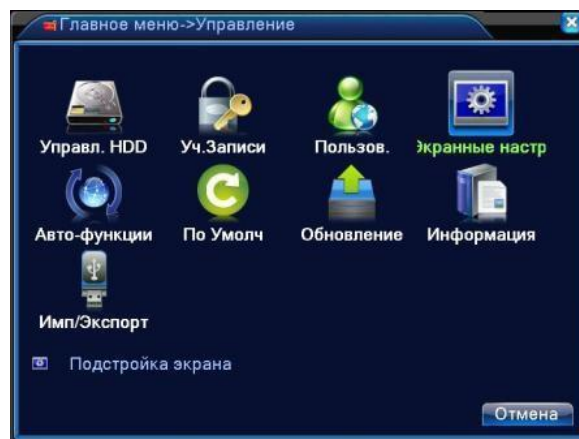 Главное меню->Управление
Управл. HDD Уч.Записи Пользов. Экранные настр
Авто-функции По Умолч Обновление Информация
Имп/Экспорт
Подстройка экрана
Отмена